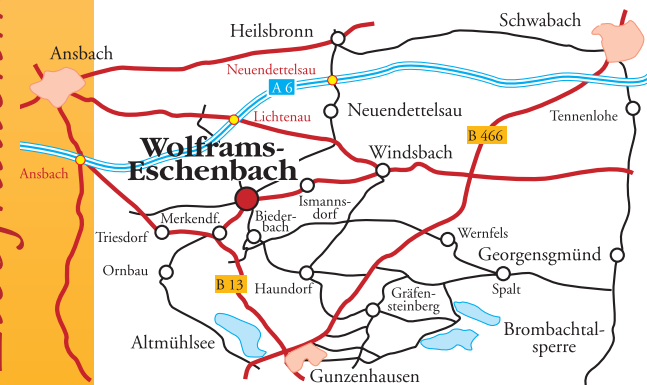 Heilsbronn
Schwabach
Ansbach
Neuendettelsau
A 6
Neuendettelsau
Lichtenau
Tennenlohe
B 466
Wolframs-
Eschenbach
Windsbach
Ansbach
Ismanns-
dorf
Merkendf.
Bieder-
bach
Triesdorf
Wernfels
Georgensgmünd
Ornbau
B 13
Haundorf
Spalt
Gräfen-
steinberg
Altmühlsee
Brombachtal-
sperre
Gunzenhausen